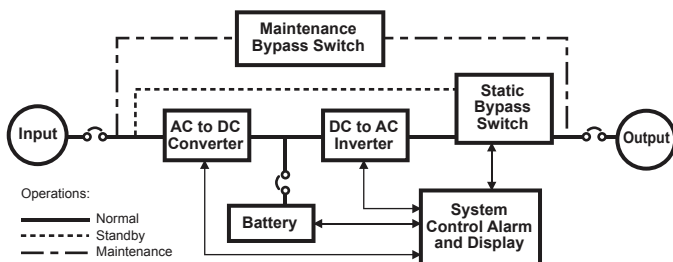 Maintenance
Bypass Switch
Static
Bypass
Switch
Input
AC to DC
Converter
DC to AC
Inverter
Output
Operations:
Normal
Standby
Maintenance
Battery
System
Control Alarm
and Display